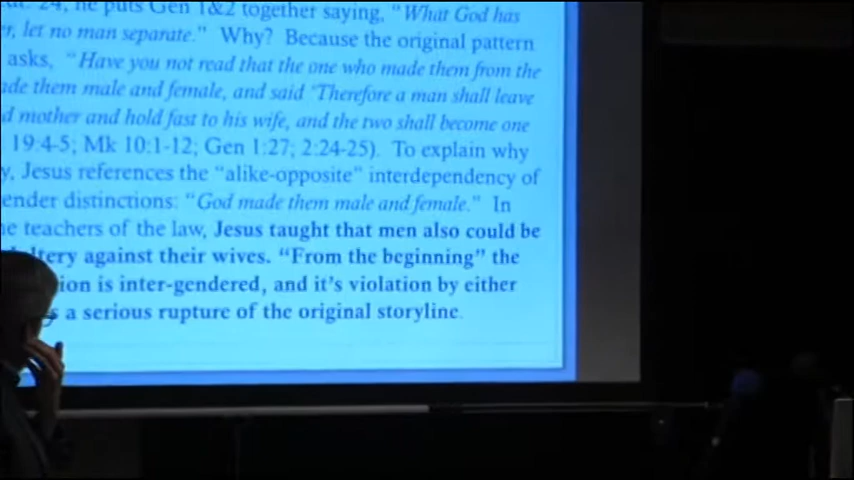 24, he puts Gen 1&2 together saying, "What God has
let no man separate." Why? Because the original pattern
asks, "Have you not read that the one who made them from the
made them male and female, and said 'Therefore a man shall leave
mother and hold fast to his wife, and the two shall become one
19:4-5; Mk 10:1-12; Gen 1:27; 2:24-25). To explain why
Jesus references the "alike-opposite" interdependency of
gender distinctions: "God made them male and female." In
teachers of the law, Jesus taught that men also could be
against their wives. "From the beginning" the
is inter-gendered, and it's violation by either
a serious rupture of the original storyline.